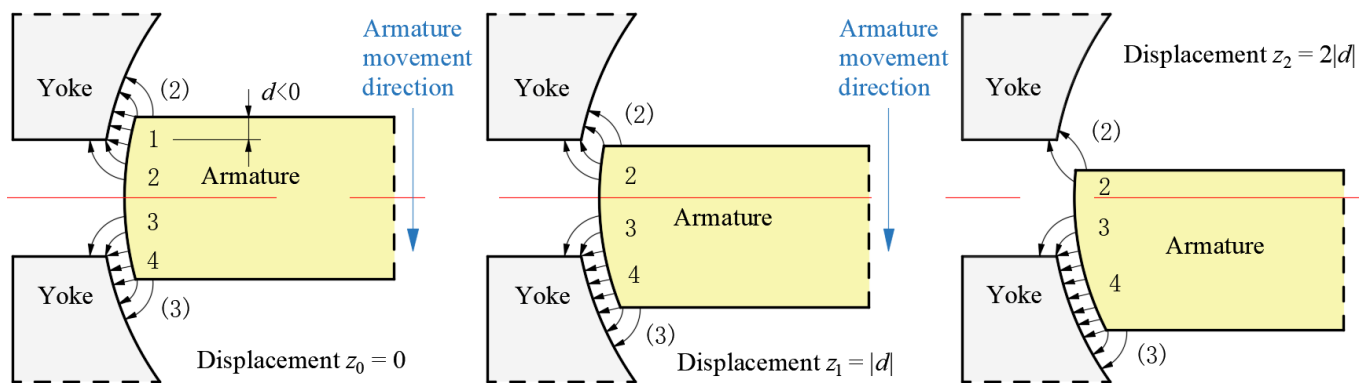 Yoke
(2)
d<0
Armature
movement
direction
1
2
Armature
3
4
Yoke
(3)
Displacement z0 = 0
Yoke
(2)
Armature
movement
direction
2
3
Armature
4
Yoke
(3)
Displacement z1 = |d|
Yoke
Displacement z2 = 2|d|
(2)
2
3
Armature
4
Yoke
(3)